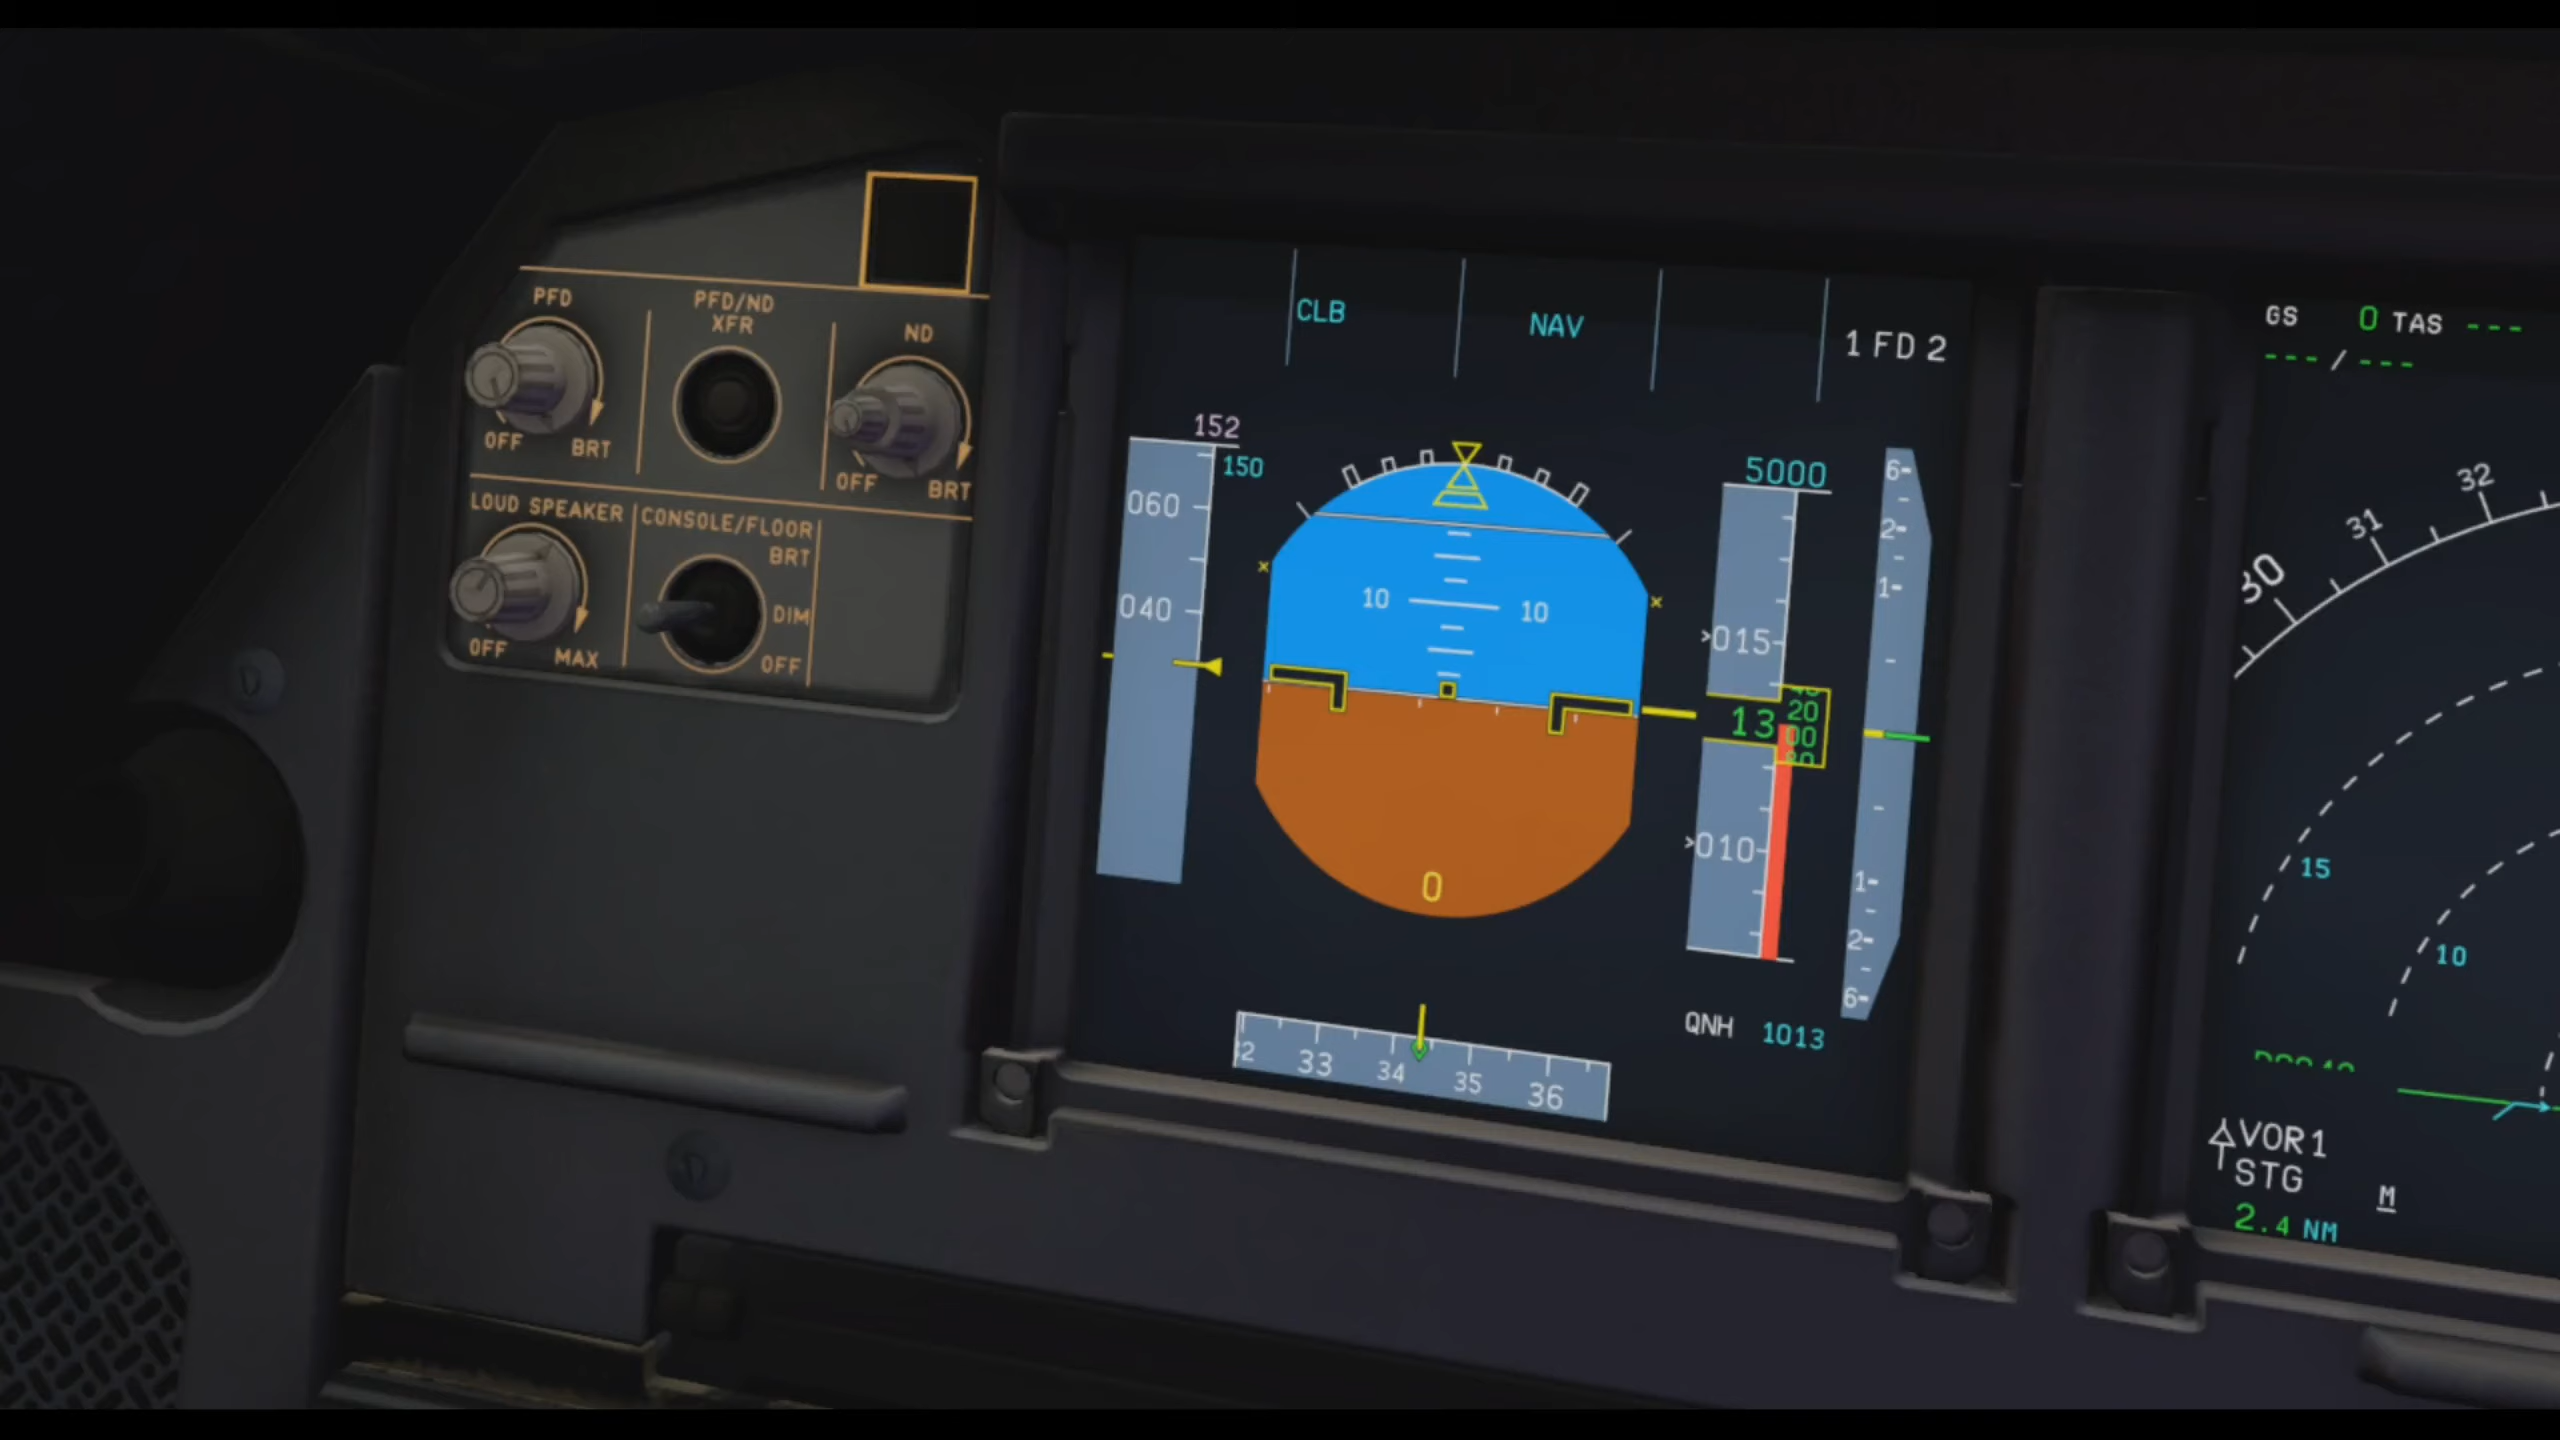 PFD
PFD/ND
XFR
ND
OFF
BRT
OFF
BRT
LOUD SPEAKER
CONSOLE/FLOOR
BRT
DIM
OFF
OFF
MAX
CLB
NAV
1 FD 2
152
150
060
040
10
10
0
5000
015
13
20
00
010
6
2
1
1
2
6
QNH 1013
33
34
35
36
GS 0 TAS ---
--- / ---
30
31
32
15
10
VOR1
STG
M
2.4 NM